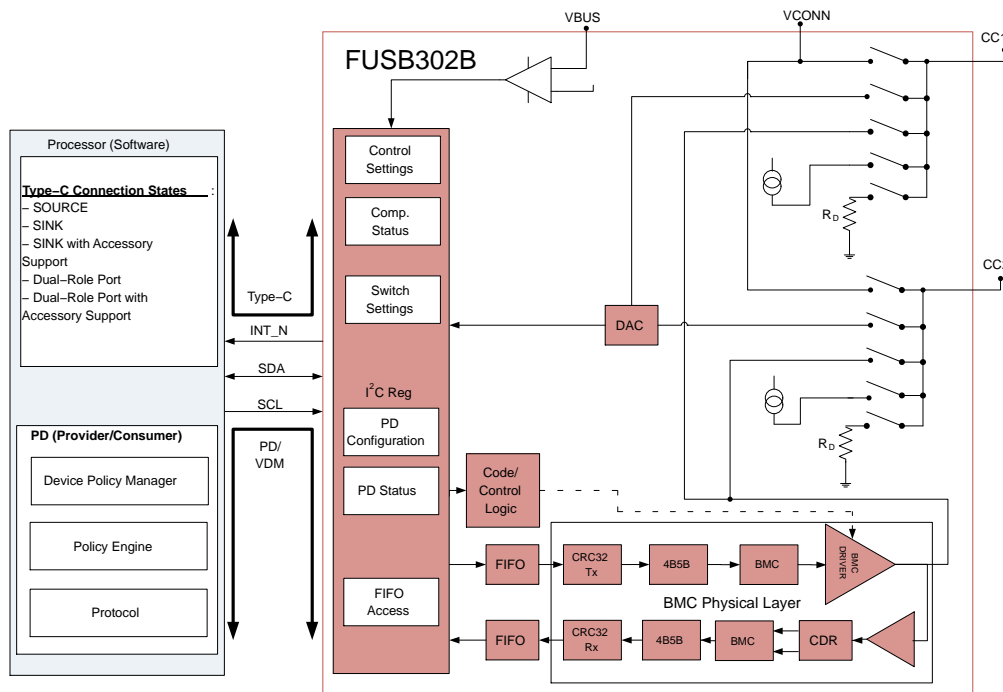 VBUS
VCONN
CC1
FUSB302B
Processor (Software)
Type−C Connection States :
− SOURCE
− SINK
− SINK with Accessory
Support
− Dual−Role Port
− Dual−Role Port with
Accessory Support
Type−C
INT_N
SDA
SCL
PD (Provider/Consumer)
Device Policy Manager
Policy Engine
Protocol
PD/
VDM
Control
Settings
Comp.
Status
Switch
Settings
I2C Reg
PD
Configuration
PD Status
FIFO
Access
DAC
RD
RD
Code/
Control
Logic
FIFO
CRC32
Tx
4B5B
BMC
BMC
DRIVER
BMC Physical Layer
FIFO
CRC32
Rx
4B5B
BMC
CDR